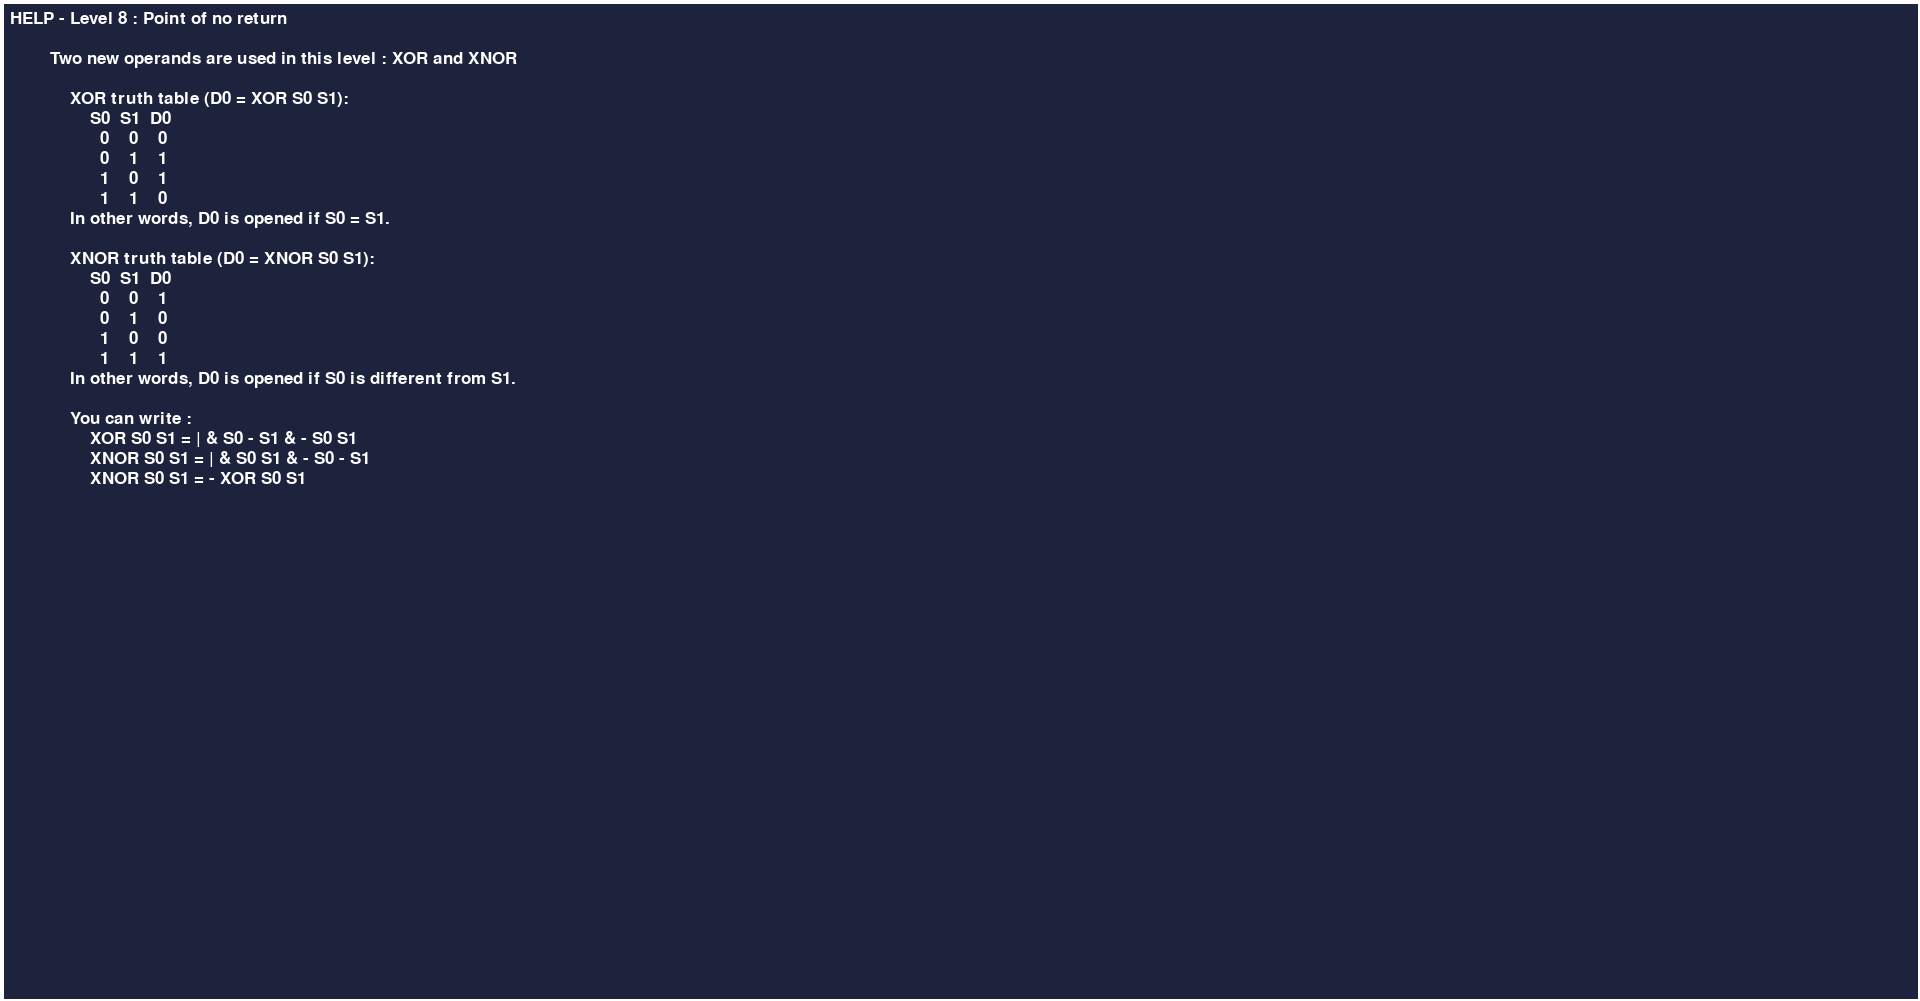 HELP - Level 8 : Point of no return
Two new operands are used in this level : XOR and XNOR
XOR truth table (D0 = XOR S0 S1):
S0 S1 D0
0 0 0
0 1 1
1 0 1
1 1 0
In other words, D0 is opened if S0 = S1.
XNOR truth table (D0 = XNOR S0 S1):
S0 S1 D0
0 0 1
0 1 0
1 0 0
1 1 1
In other words, D0 is opened if S0 is different from S1.
You can write :
XOR S0 S1 = | & S0 - S1 & - S0 S1
XNOR S0 S1 = | & S0 S1 & - S0 - S1
XNOR S0 S1 = - XOR S0 S1